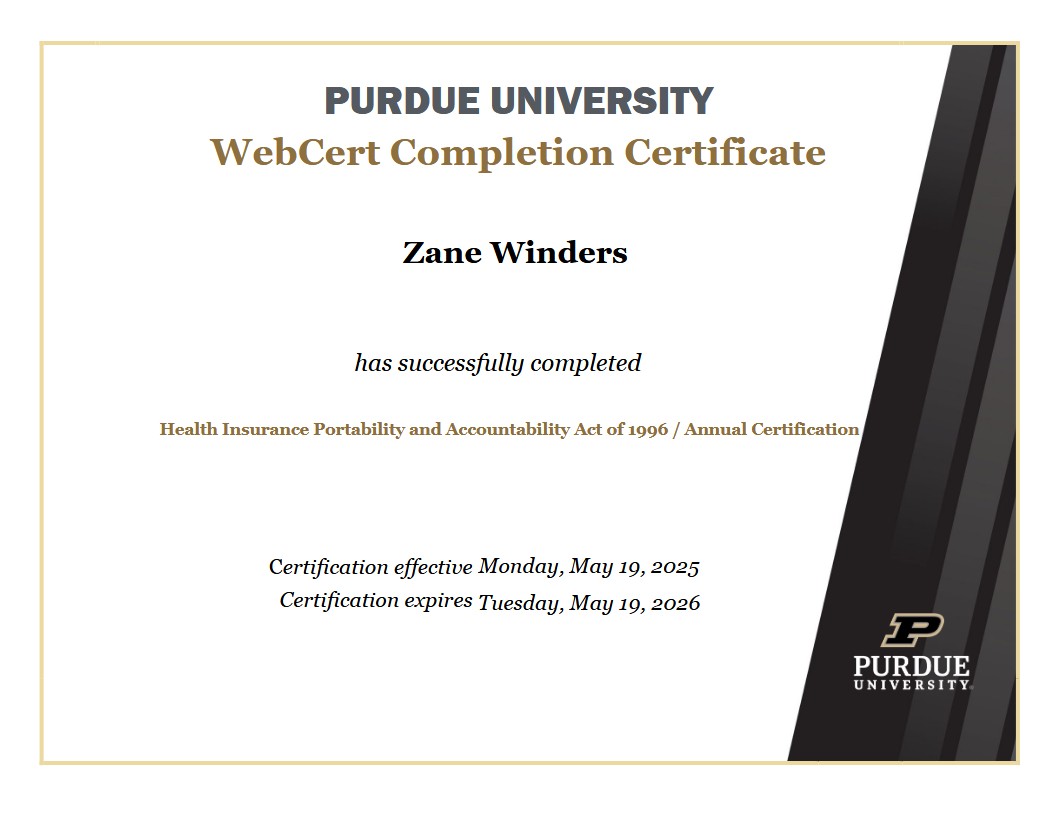 PURDUE UNIVERSITY
WebCert Completion Certificate
Zane Winders
has successfully completed
Health Insurance Portability and Accountability Act of 1996 / Annual Certification
Certification effective Monday, May 19, 2025
Certification expires Tuesday, May 19, 2026
P
PURDUE
UNIVERSITY